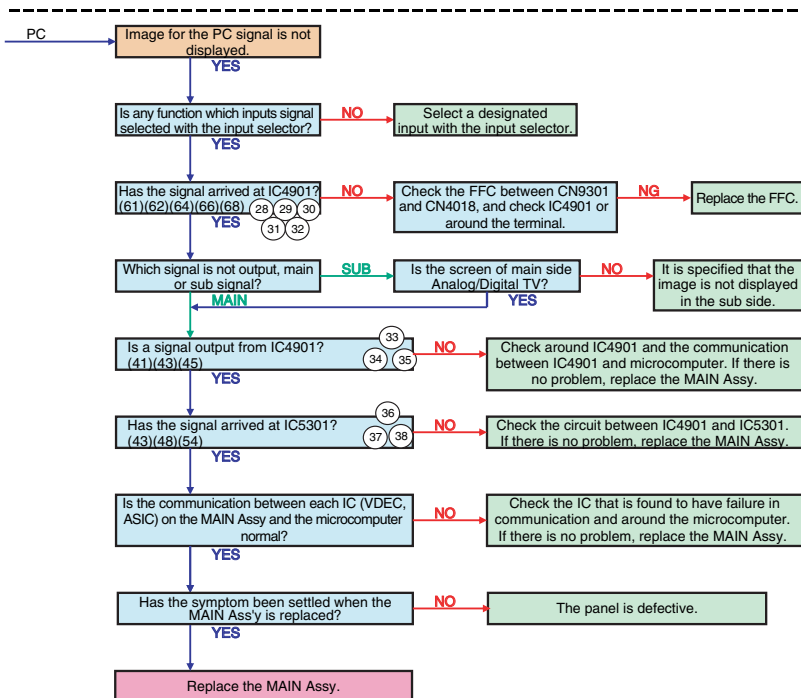 PC
Image for the PC signal is not
displayed.
YES
Is any function which inputs signal
selected with the input selector?
NO
Select a designated
input with the input selector.
YES
Has the signal arrived at IC4901?
(61)(62)(64)(66)(68)
28 29 30
31 32
NO
Check the FFC between CN9301
and CN4018, and check IC4901 or
around the terminal.
NG
Replace the FFC.
YES
Which signal is not output, main
or sub signal?
SUB
Is the screen of main side
Analog/Digital TV?
NO
It is specified that the
image is not displayed
in the sub side.
MAIN
YES
Is a signal output from IC4901?
(41)(43)(45)
33
34 35
NO
Check around IC4901 and the communication
between IC4901 and microcomputer. If there is
no problem, replace the MAIN Assy.
YES
Has the signal arrived at IC5301?
(43)(48)(54)
36
37 38
NO
Check the circuit between IC4901 and IC5301.
If there is no problem, replace the MAIN Assy.
YES
Is the communication between each IC (VDEC,
ASIC) on the MAIN Assy and the microcomputer
normal?
NO
Check the IC that is found to have failure in
communication and around the microcomputer.
If there is no problem, replace the MAIN Assy.
YES
Has the symptom been settled when the
MAIN Ass'y is replaced?
NO
The panel is defective.
YES
Replace the MAIN Assy.